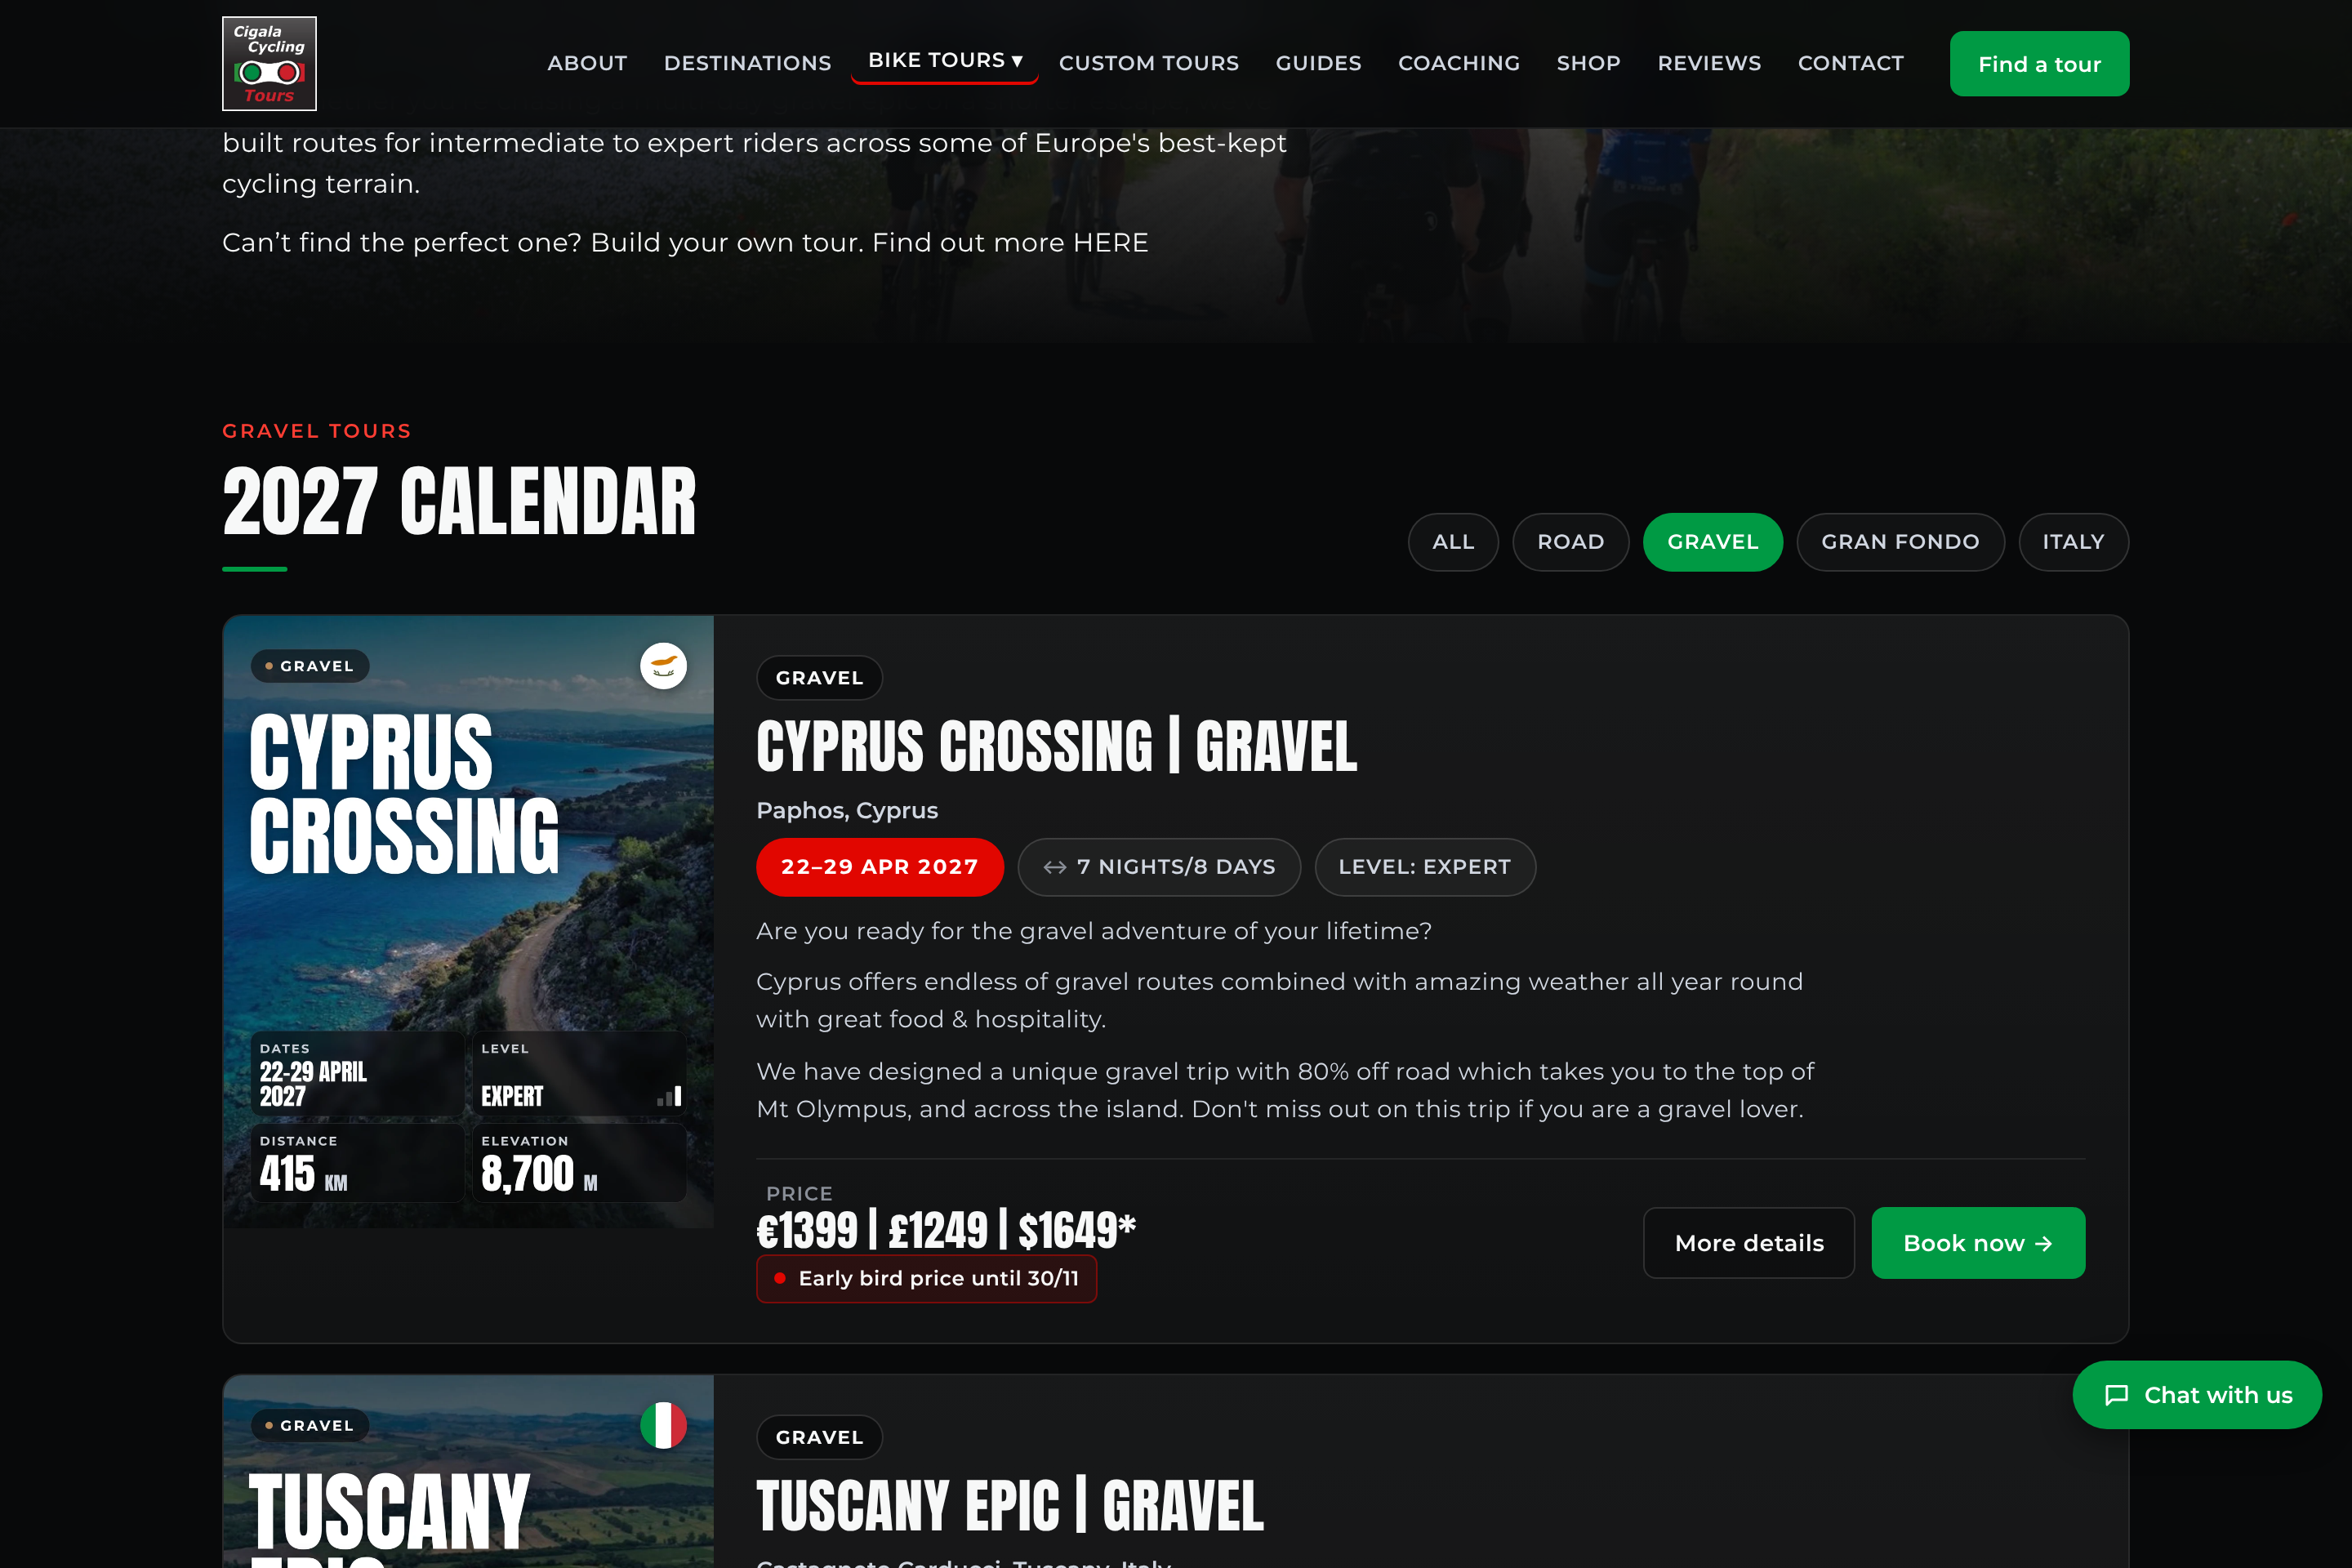 Cigala
Cycling
Tours
ABOUT DESTINATIONS BIKE TOURS ▾ CUSTOM TOURS GUIDES COACHING SHOP REVIEWS CONTACT Find a tour
built routes for intermediate to expert riders across some of Europe's best-kept
cycling terrain.
Can’t find the perfect one? Build your own tour. Find out more HERE
GRAVEL TOURS
2027 CALENDAR
ALL ROAD GRAVEL GRAN FONDO ITALY
GRAVEL
CYPRUS
CROSSING
DATES
22-29 APRIL
2027
LEVEL
EXPERT
DISTANCE
415 KM
ELEVATION
8,700 M
GRAVEL
CYPRUS CROSSING | GRAVEL
Paphos, Cyprus
22–29 APR 2027 ↔ 7 NIGHTS/8 DAYS LEVEL: EXPERT
Are you ready for the gravel adventure of your lifetime?
Cyprus offers endless of gravel routes combined with amazing weather all year round
with great food & hospitality.
We have designed a unique gravel trip with 80% off road which takes you to the top of
Mt Olympus, and across the island. Don't miss out on this trip if you are a gravel lover.
PRICE
€1399 | £1249 | $1649*
Early bird price until 30/11
More details Book now →
Chat with us
GRAVEL
TUSCANY
EPIC
GRAVEL
TUSCANY EPIC | GRAVEL
Castagneto Carducci, Tuscany, Italy